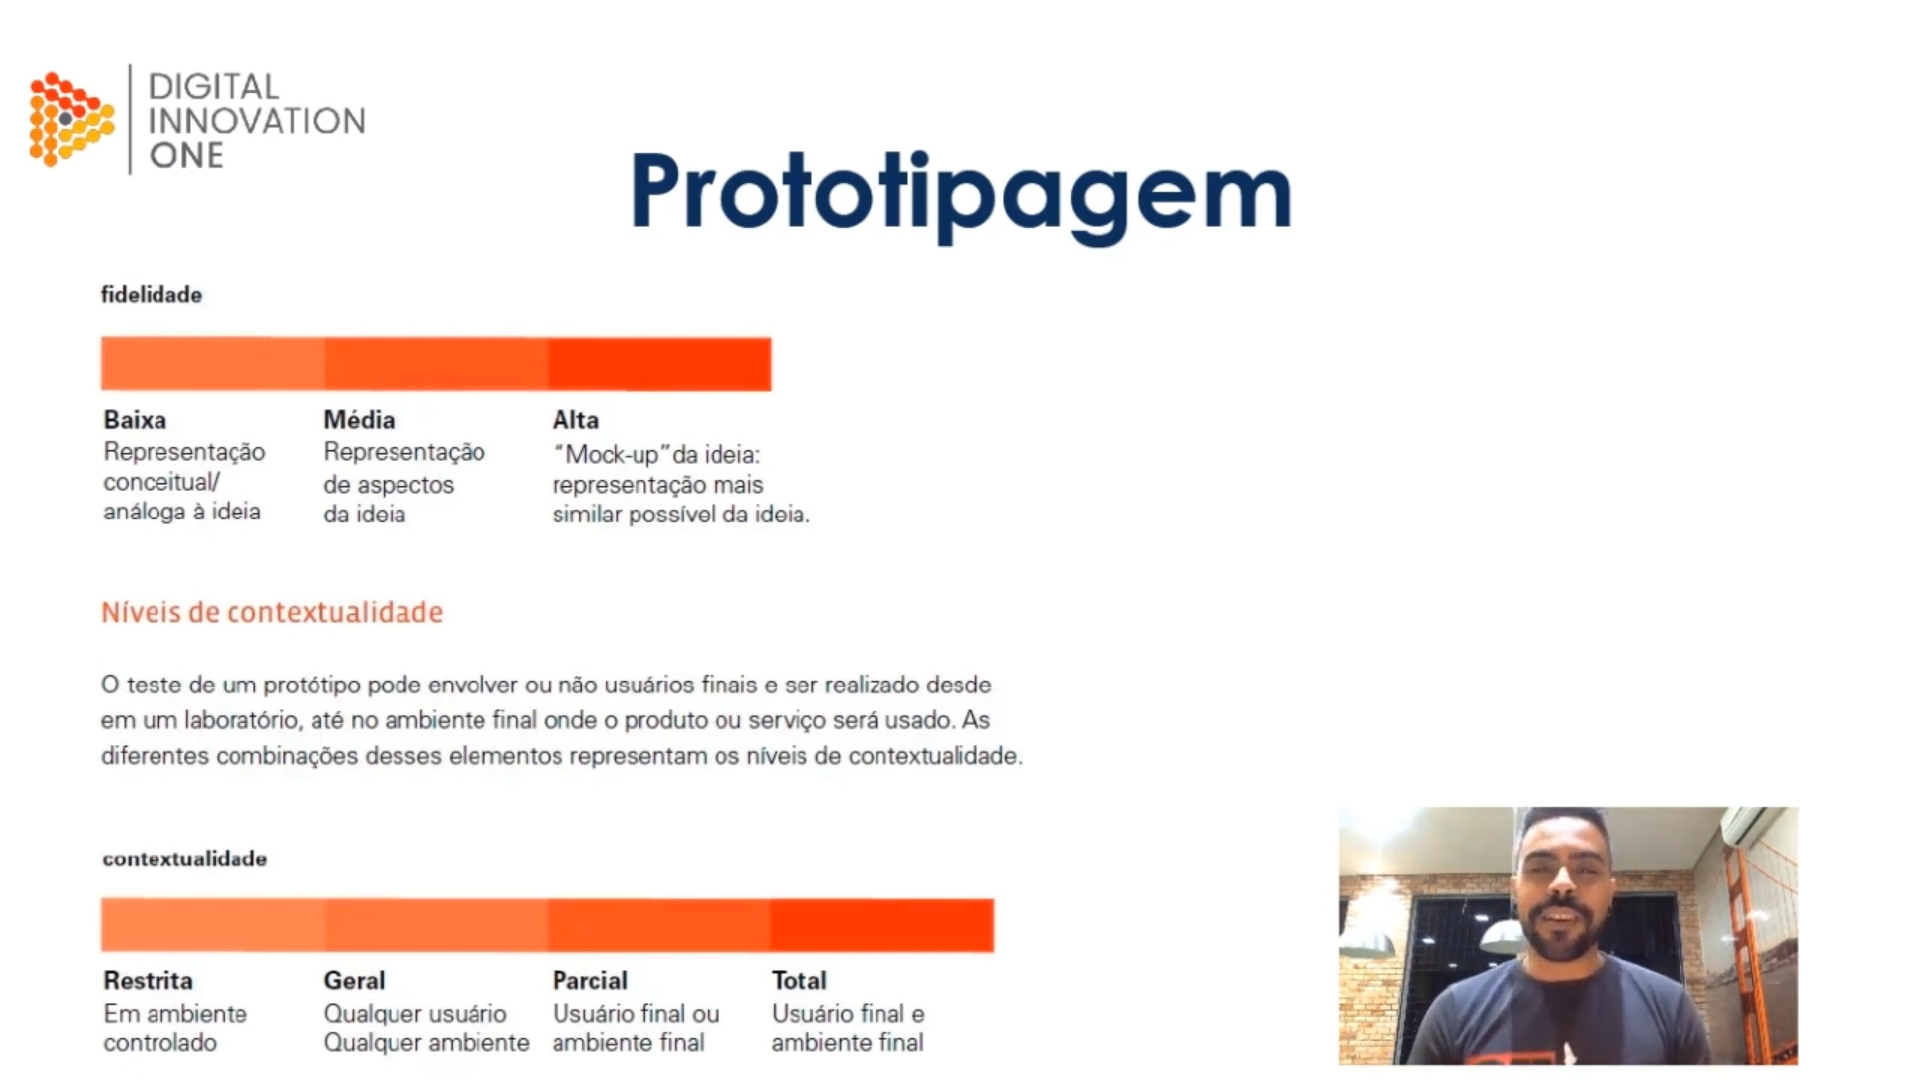 DIGITAL
INNOVATION
ONE
Prototipagem
fidelidade
Baixa
Representação
conceitual/
análoga à ideia
Média
Representação
de aspectos
da ideia
Alta
“Mock-up” da ideia:
representação mais
similar possível da ideia.
Níveis de contextualidade
O teste de um protótipo pode envolver ou não usuários finais e ser realizado desde
em um laboratório, até no ambiente final onde o produto ou serviço será usado. As
diferentes combinações desses elementos representam os níveis de contextualidade.
contextualidade
Restrita
Em ambiente
controlado
Geral
Qualquer usuário
Qualquer ambiente
Parcial
Usuário final ou
ambiente final
Total
Usuário final e
ambiente final